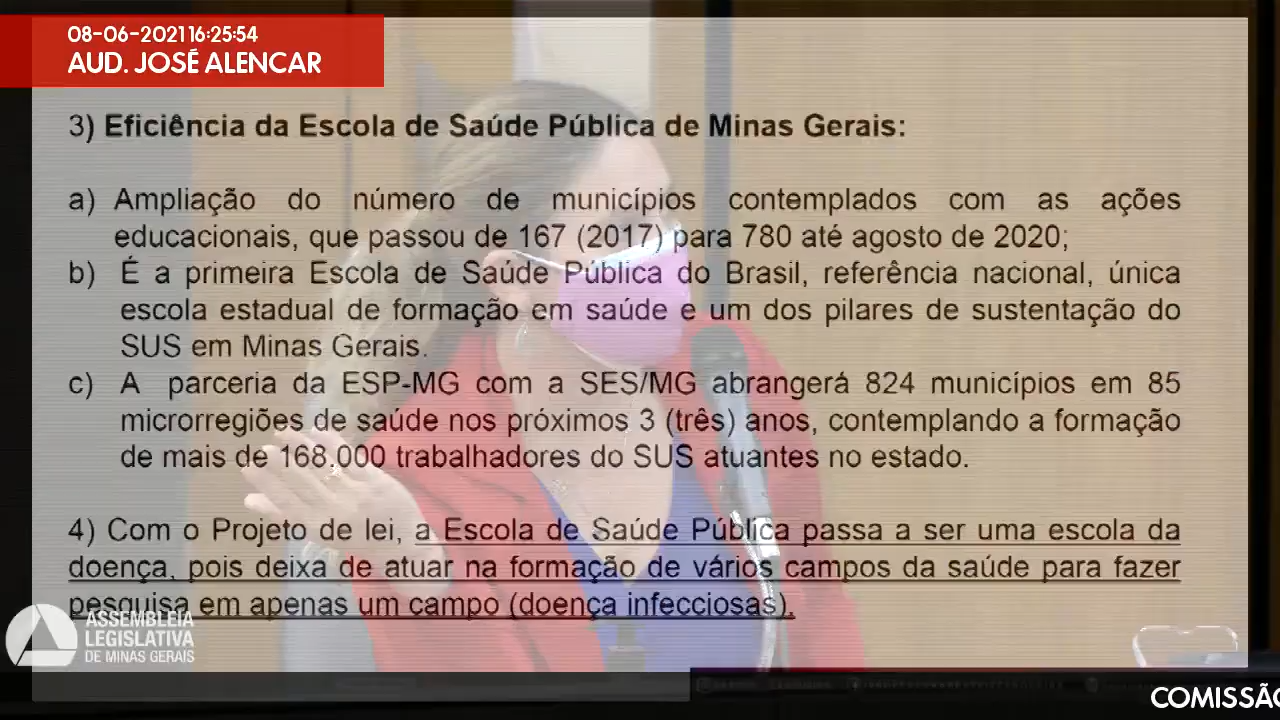 08-06-2021 16:25:54
AUD. JOSÉ ALENCAR
3) Eficiência da Escola de Saúde Pública de Minas Gerais:
a) Ampliação do número de municípios contemplados com as ações
educacionais, que passou de 167 (2017) para 780 até agosto de 2020;
b) É a primeira Escola de Saúde Pública do Brasil, referência nacional, única
escola estadual de formação em saúde e um dos pilares de sustentação do
SUS em Minas Gerais.
c) A parceria da ESP-MG com a SES/MG abrangerá 824 municípios em 85
microrregiões de saúde nos próximos 3 (três) anos, contemplando a formação
de mais de 168.000 trabalhadores do SUS atuantes no estado.
4) Com o Projeto de lei, a Escola de Saúde Pública passa a ser uma escola da
doença, pois deixa de atuar na formação de vários campos da saúde para fazer
pesquisa em apenas um campo (doença infecciosas).
ASSEMBLEIA
LEGISLATIVA
DE MINAS GERAIS
COMISSÃO